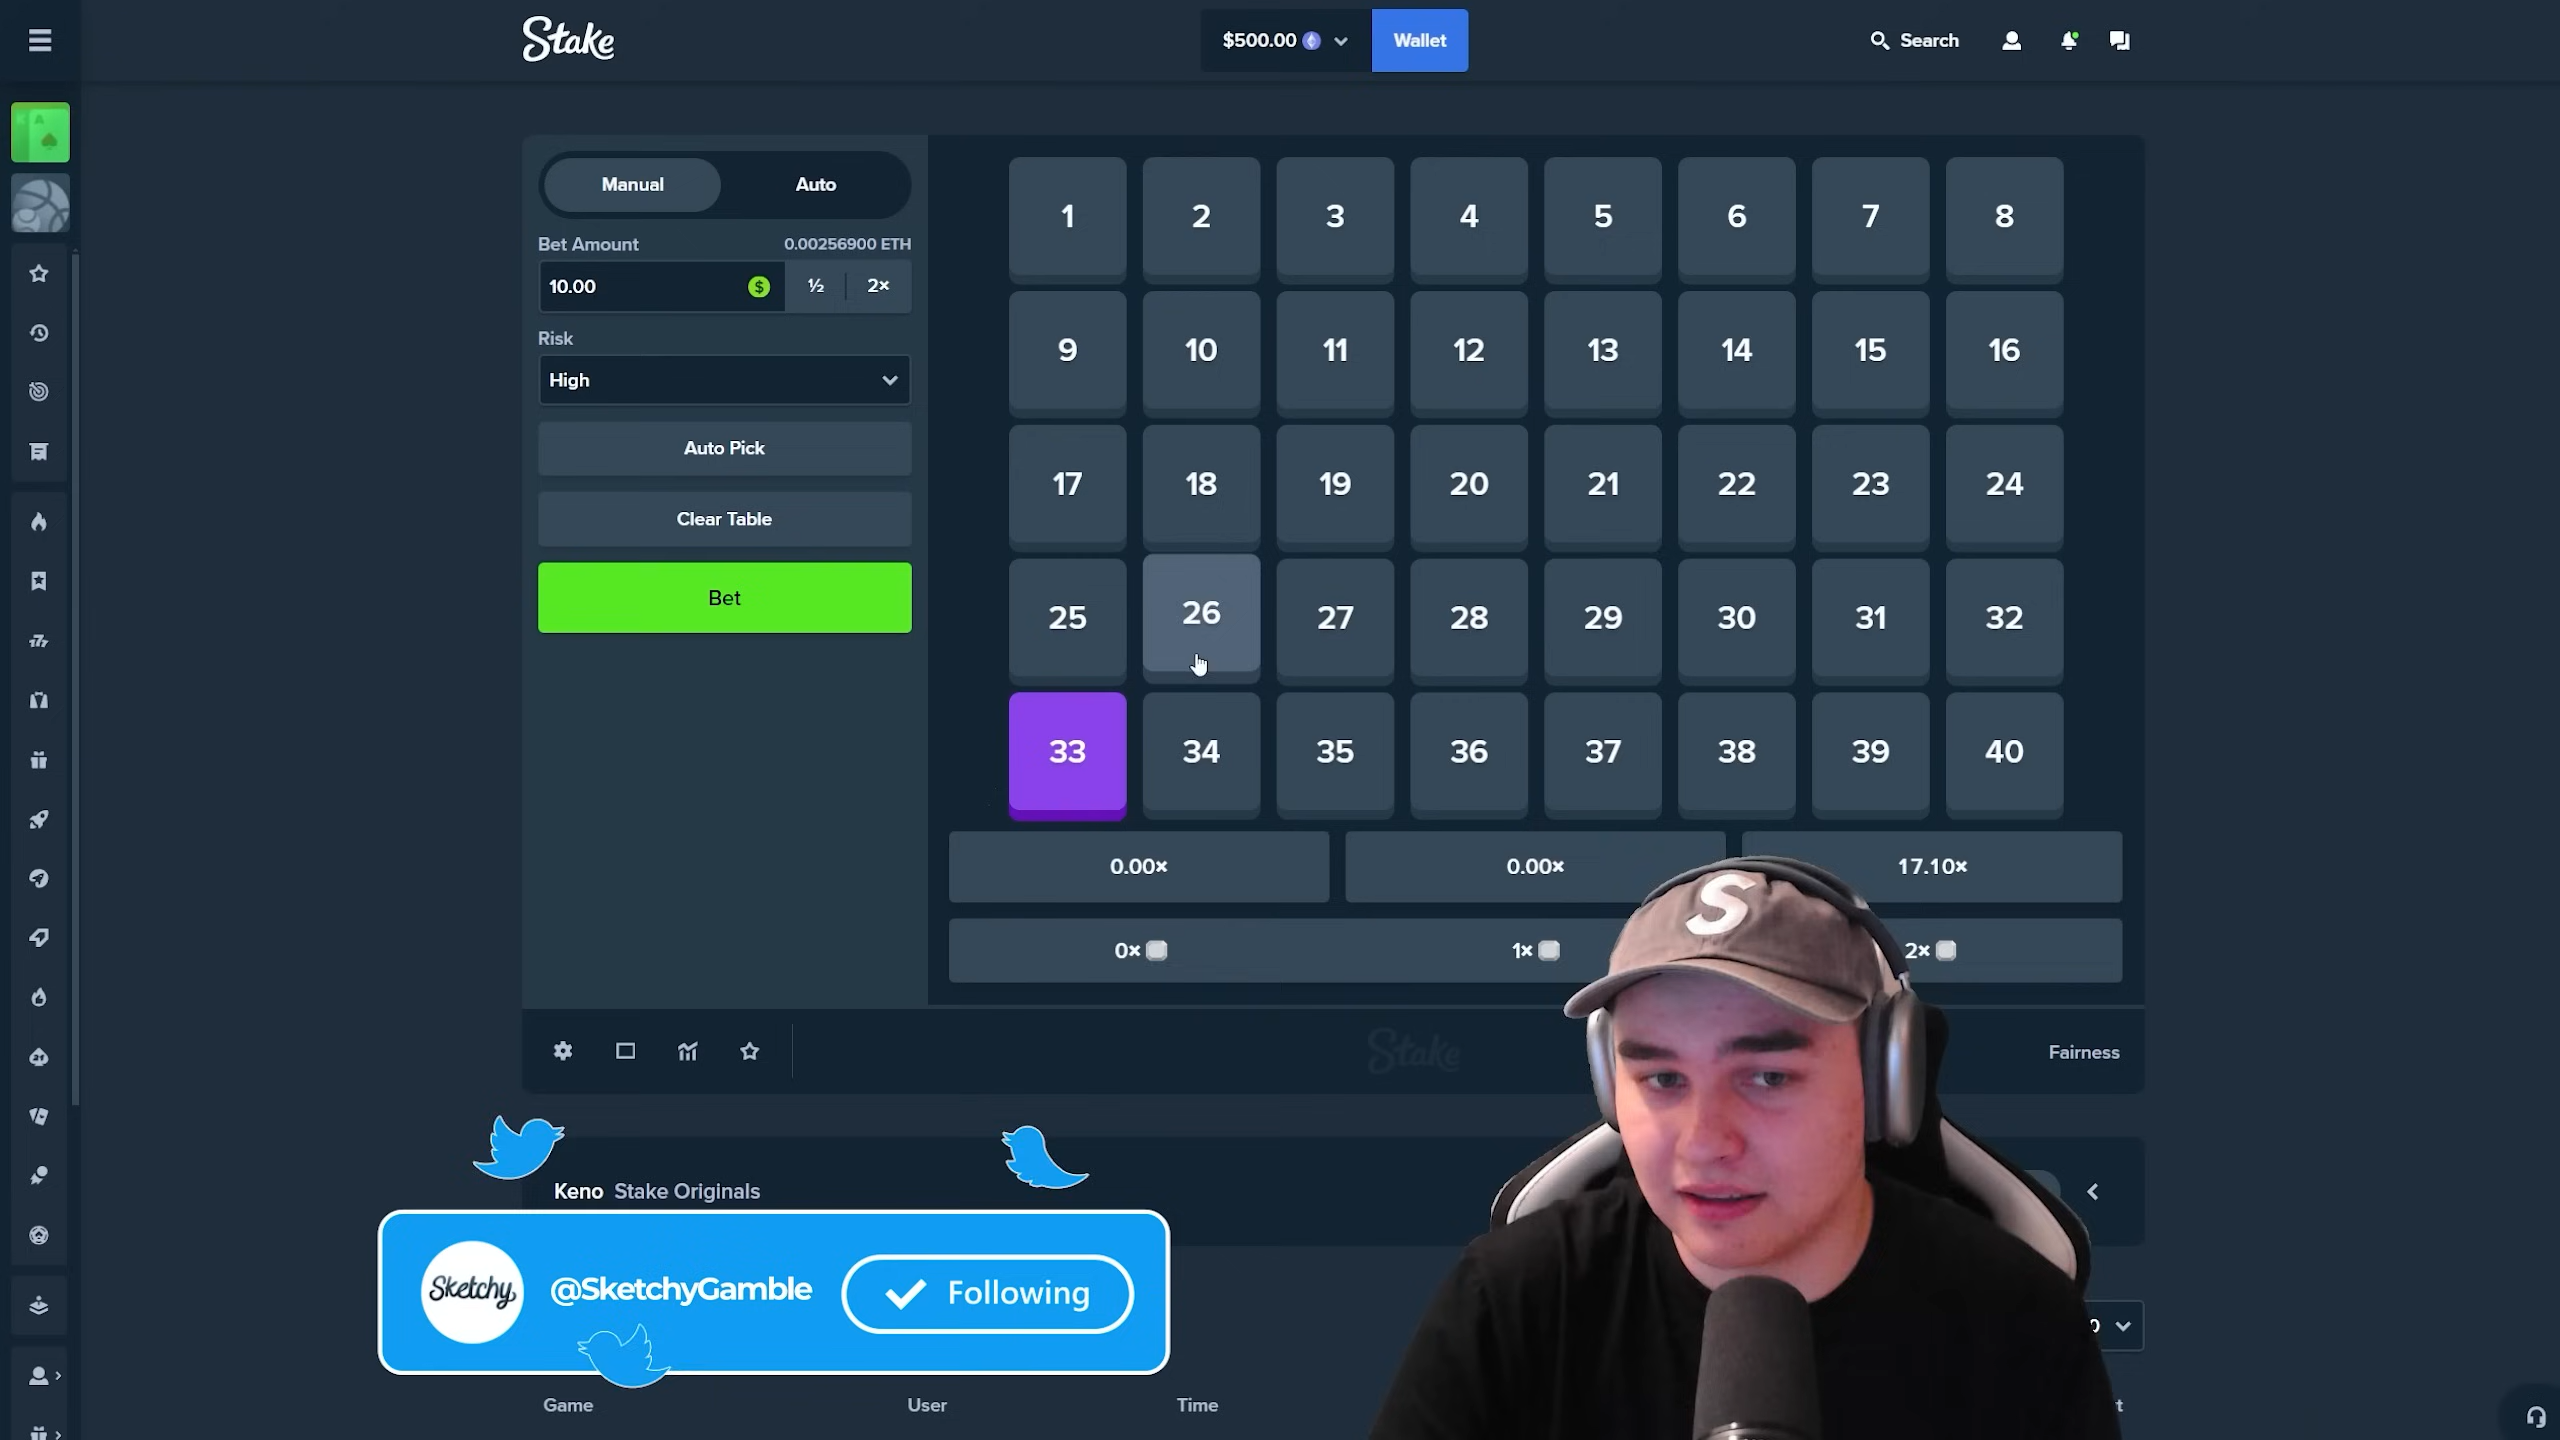 Stake
$500.00
Wallet
Search
Manual
Auto
Bet Amount
0.00256900 ETH
10.00
½
2×
Risk
High
Auto Pick
Clear Table
Bet
1 2 3 4 5 6 7 8
9 10 11 12 13 14 15 16
17 18 19 20 21 22 23 24
25 26 27 28 29 30 31 32
33 34 35 36 37 38 39 40
0.00×
0.00×
17.10×
0×
1×
2×
S
Stake
Fairness
Keno Stake Originals
Sketchy
@SketchyGamble
Following
Game
User
Time